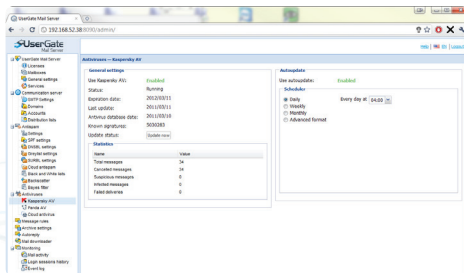 UserGate Mail Server
192.168.52.38:8090/admin/
UserGate
Mail Server
Help
UserGate Mail Server
Licenses
Mailboxes
General settings
Services
Communication server
SMTP Settings
Domains
Accounts
Distribution lists
Antispam
Settings
SPF settings
DNSBL settings
Greylist settings
SURBL settings
Cloud antispam
Black and White lists
Backscatter
Bayes filter
Antiviruses
Kaspersky AV
Panda AV
Cloud antivirus
Message rules
Archive settings
Autoreply
Mail downloader
Monitoring
Mail activity
Login sessions history
Event log
Antiviruses — Kaspersky AV
General settings
Use Kaspersky AV: Enabled
Status: Running
Expiration date: 2012/03/11
Last update: 2011/03/11
Antivirus database date: 2011/03/10
Known signatures: 5030283
Update status: Update now
Statistics
Name Value
Total messages 34
Canceled messages 34
Suspicious messages 0
Infected messages 0
Failed deliveries 0
Autoupdate
Use autoupdate: Enabled
Scheduler
Daily Every day at 04:00
Weekly
Monthly
Advanced format